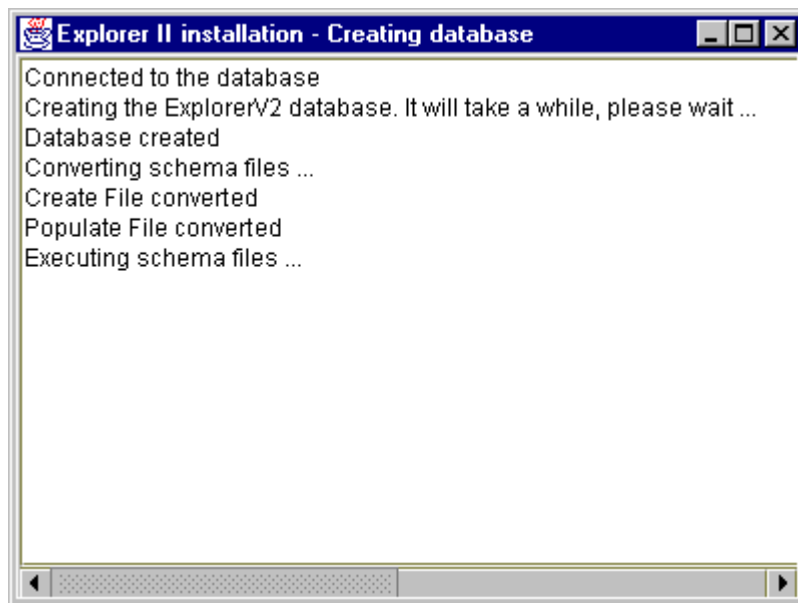 Explorer II installation - Creating database
Connected to the database
Creating the ExplorerV2 database. It will take a while, please wait ...
Database created
Converting schema files ...
Create File converted
Populate File converted
Executing schema files ...